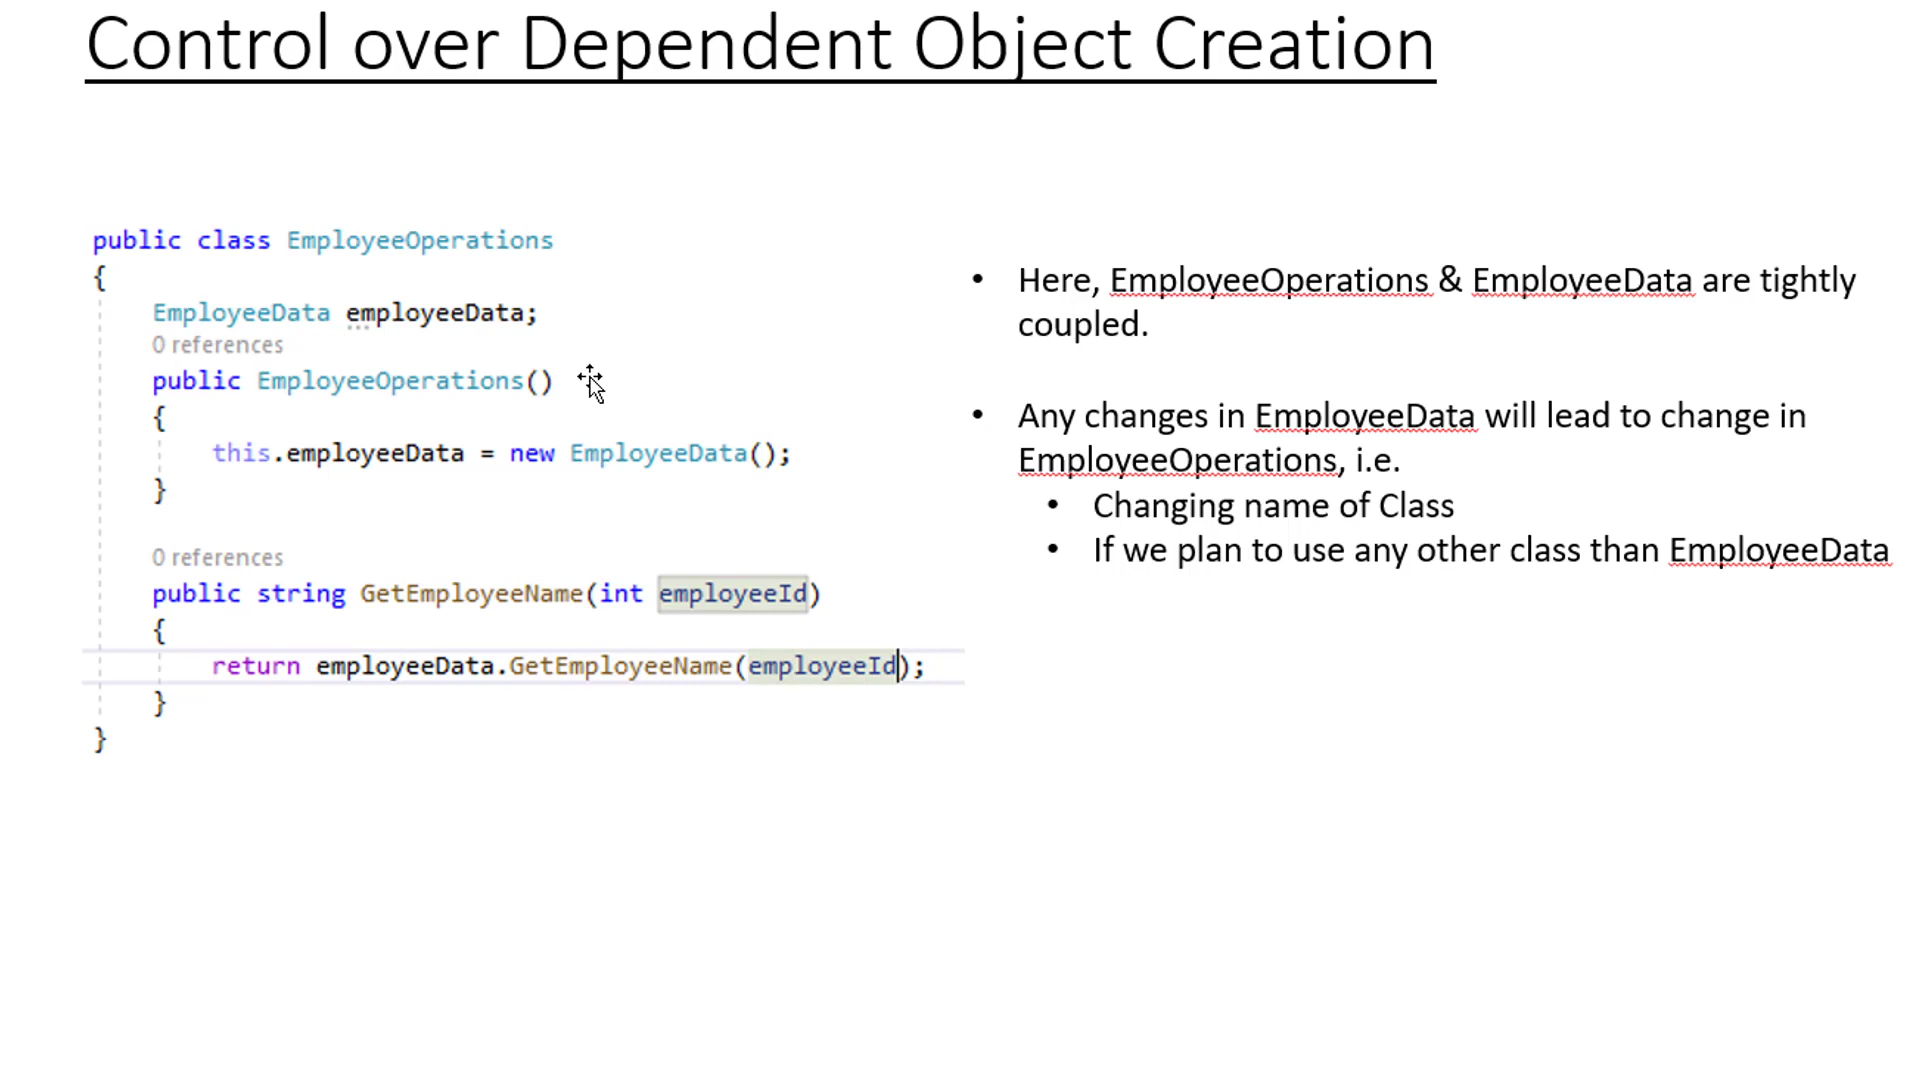 Control over Dependent Object Creation
public class EmployeeOperations
{
EmployeeData employeeData;
0 references
public EmployeeOperations()
{
this.employeeData = new EmployeeData();
}
0 references
public string GetEmployeeName(int employeeId)
{
return employeeData.GetEmployeeName(employeeId);
}
}
• Here, EmployeeOperations & EmployeeData are tightly
coupled.
• Any changes in EmployeeData will lead to change in
EmployeeOperations, i.e.
• Changing name of Class
• If we plan to use any other class than EmployeeData